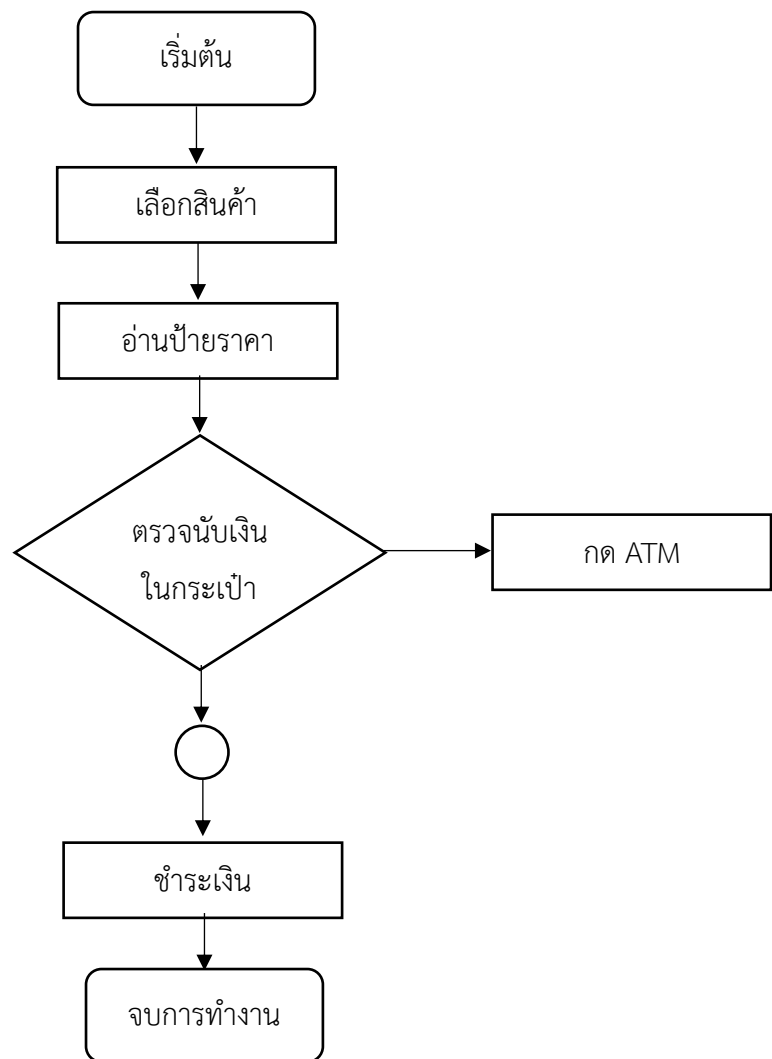 เริ่มต้น
เลือกสินค้า
อ่านป้ายราคา
ตรวจนับเงิน
ในกระเป๋า
กด ATM
ชำระเงิน
จบการทำงาน